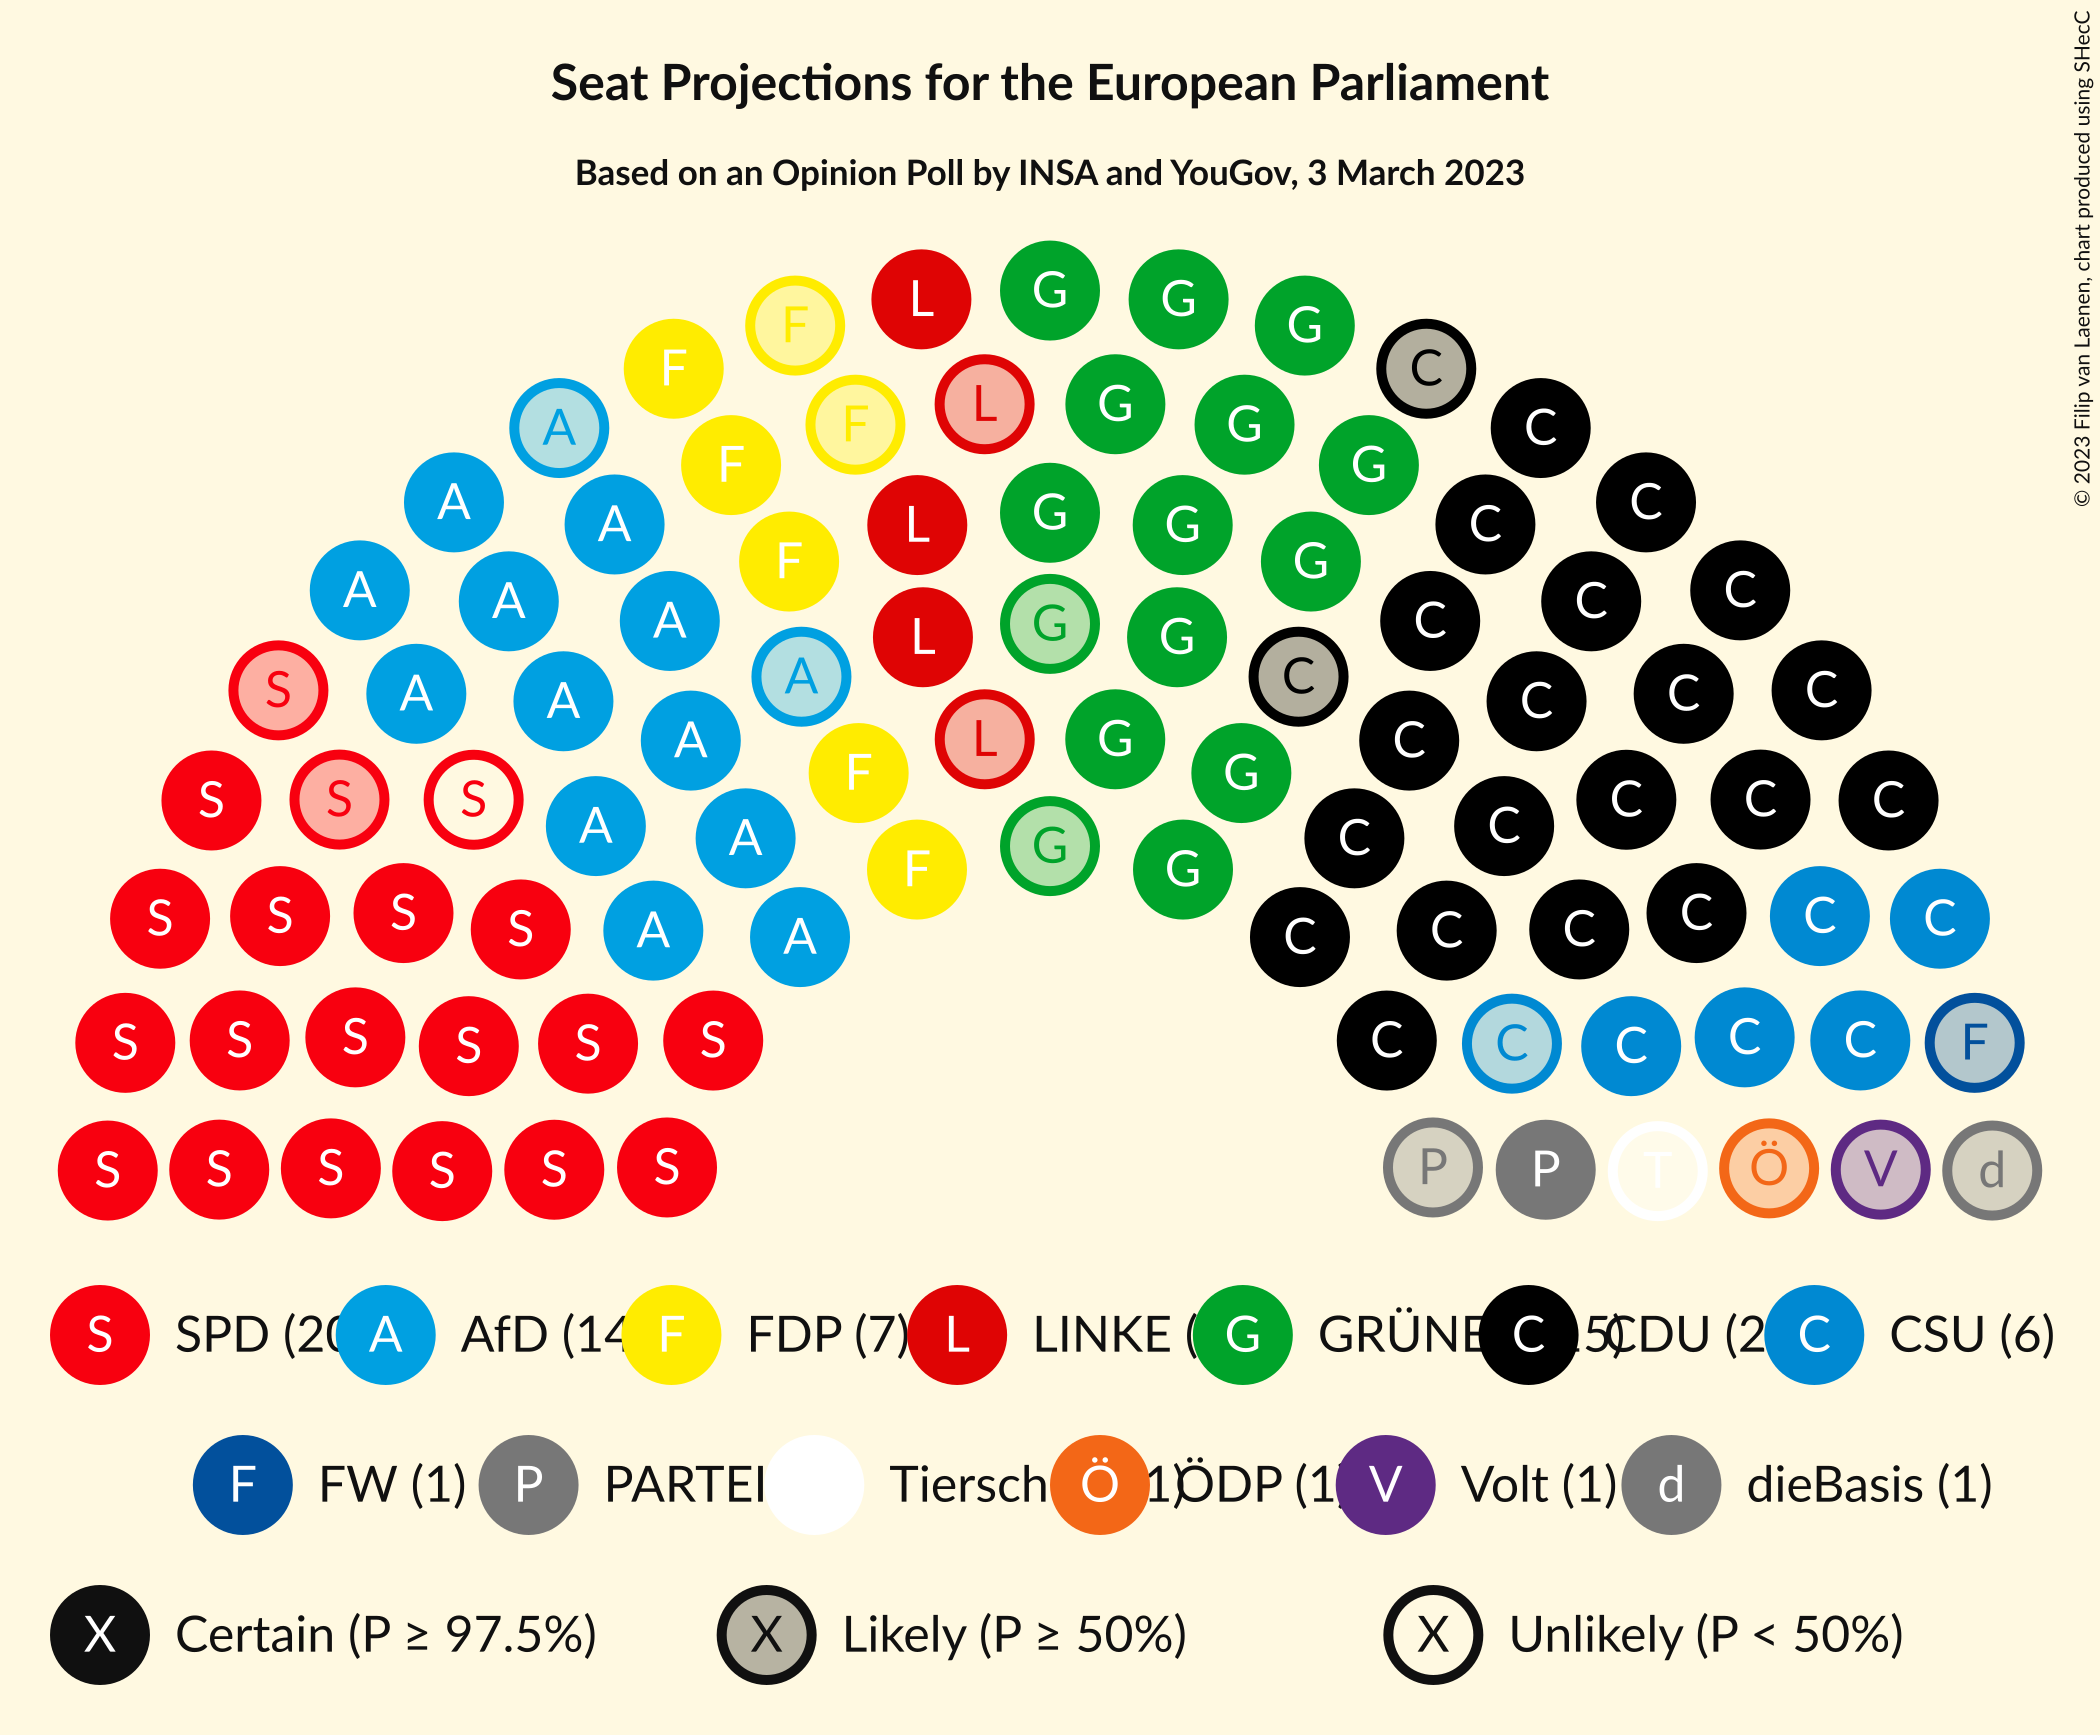 Seat Projections for the European Parliament
Based on an Opinion Poll by INSA and YouGov, 3 March 2023
© 2023 Filip van Laenen, chart produced using SHecC
L G G G
F C
F L G G C
A F G
F G C
A A F L G G C C
F G
A A A L G G C C C
S A A A C C C C
A L G C
S S S A F G C C C C
A C
S S S S A A F G G C C C C C C
S S S S S S C C C C C F
S S S S S S P P T Ö V d
S SPD (20 A AfD (14 F FDP (7) L LINKE ( G GRÜNE C 5) CDU (2 C CSU (6)
F FW (1) P PARTEI Tiersch Ö 1) ÖDP (1 V Volt (1) d dieBasis (1)
X Certain (P ≥ 97.5%) X Likely (P ≥ 50%) X Unlikely (P < 50%)